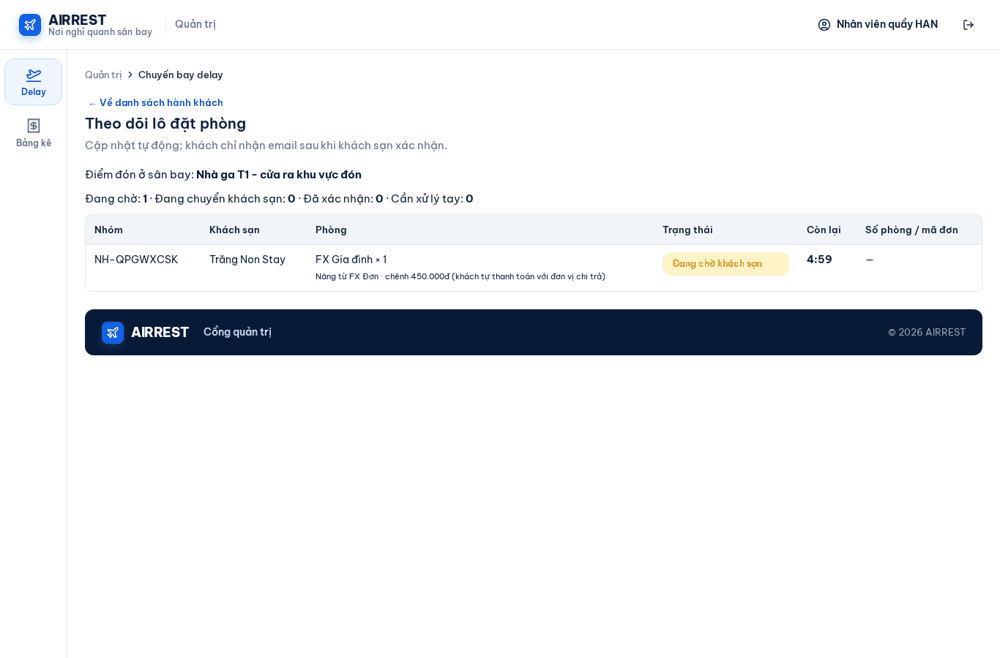 AIRREST
Nơi nghỉ quanh sân bay
Quản trị
Nhân viên quầy HAN
Delay
Bảng kê
Quản trị > Chuyến bay delay
← Về danh sách hành khách
Theo dõi lô đặt phòng
Cập nhật tự động; khách chỉ nhận email sau khi khách sạn xác nhận.
Điểm đón ở sân bay: Nhà ga T1 - cửa ra khu vực đón
Đang chờ: 1 · Đang chuyển khách sạn: 0 · Đã xác nhận: 0 · Cần xử lý tay: 0
Nhóm Khách sạn Phòng Trạng thái Còn lại Số phòng / mã đơn
NH-QPGWXCSK Trăng Non Stay FX Gia đình × 1 Đang chờ khách sạn 4:59 —
Nâng từ FX Đơn · chênh 450.000đ (khách tự thanh toán với đơn vị chi trả)
AIRREST Cổng quản trị © 2026 AIRREST